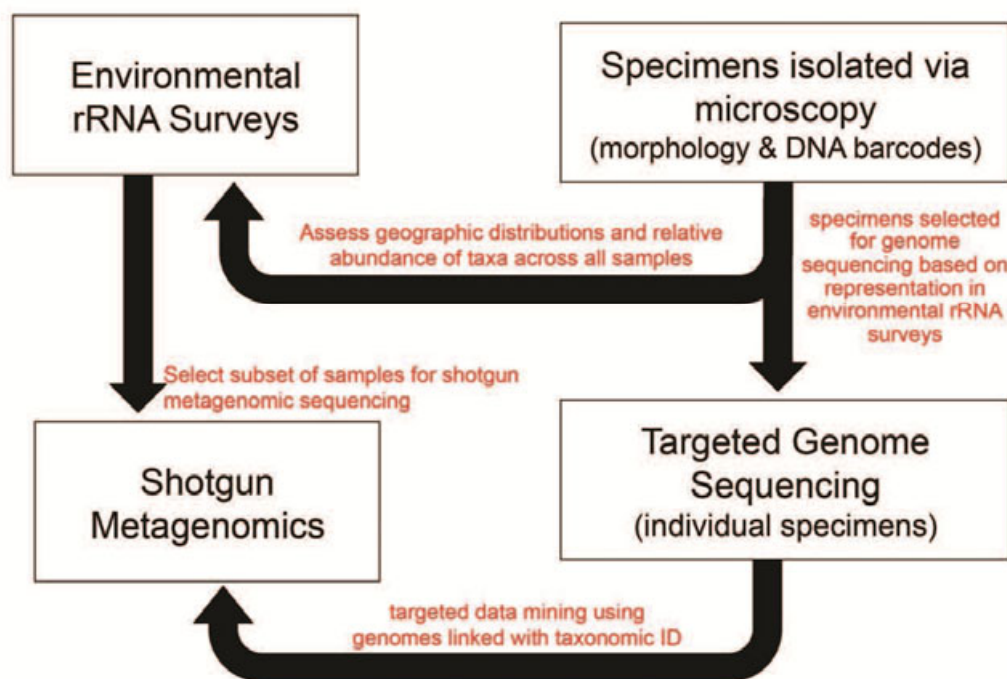 Environmental
rRNA Surveys
Specimens isolated via
microscopy
(morphology & DNA barcodes)
Assess geographic distributions and relative
abundance of taxa across all samples
specimens selected
for genome
sequencing based on
representation in
environmental rRNA
surveys
Select subset of samples for shotgun
metagenomic sequencing
Shotgun
Metagenomics
Targeted Genome
Sequencing
(individual specimens)
targeted data mining using
genomes linked with taxonomic ID